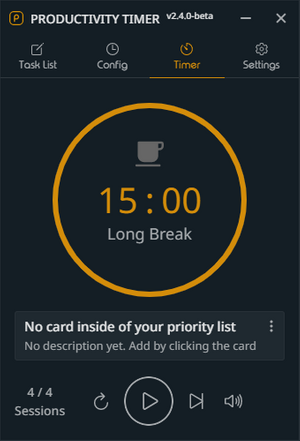 P PRODUCTIVITY TIMER v2.4.0-beta
Task List Config Timer Settings
15 : 00
Long Break
No card inside of your priority list
No description yet. Add by clicking the card
4 / 4
Sessions